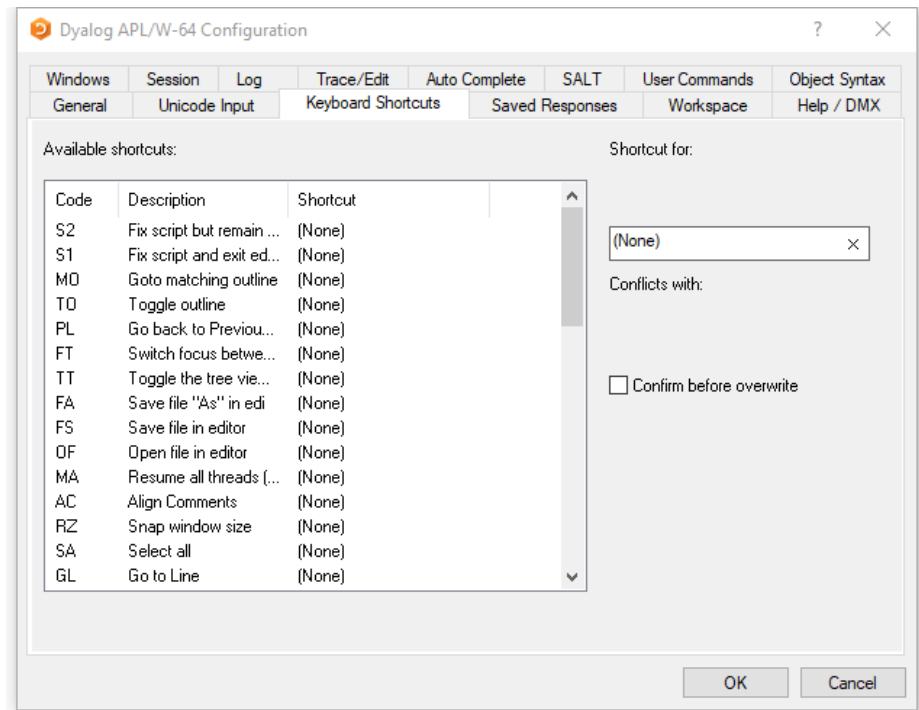 Dyalog APL/W-64 Configuration
Windows Session Log Trace/Edit Auto Complete SALT User Commands Object Syntax
General Unicode Input Keyboard Shortcuts Saved Responses Workspace Help / DMX
Available shortcuts:
Shortcut for:
Code Description Shortcut
S2 Fix script but remain ... (None)
S1 Fix script and exit ed... (None)
MO Goto matching outline (None)
TO Toggle outline (None)
PL Go back to Previou... (None)
FT Switch focus betwe... (None)
TT Toggle the tree vie... (None)
FA Save file "As" in edi (None)
FS Save file in editor (None)
OF Open file in editor (None)
MA Resume all threads (... (None)
AC Align Comments (None)
RZ Snap window size (None)
SA Select all (None)
GL Go to Line (None)
(None)
Conflicts with:
Confirm before overwrite
OK Cancel